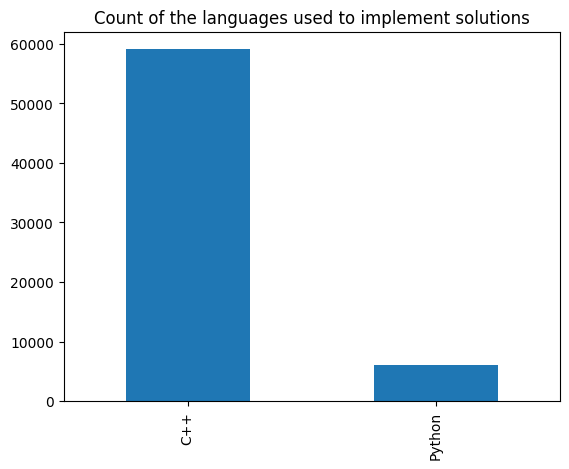 Count of the languages used to implement solutions
60000
50000
40000
30000
20000
10000
0
C++
Python